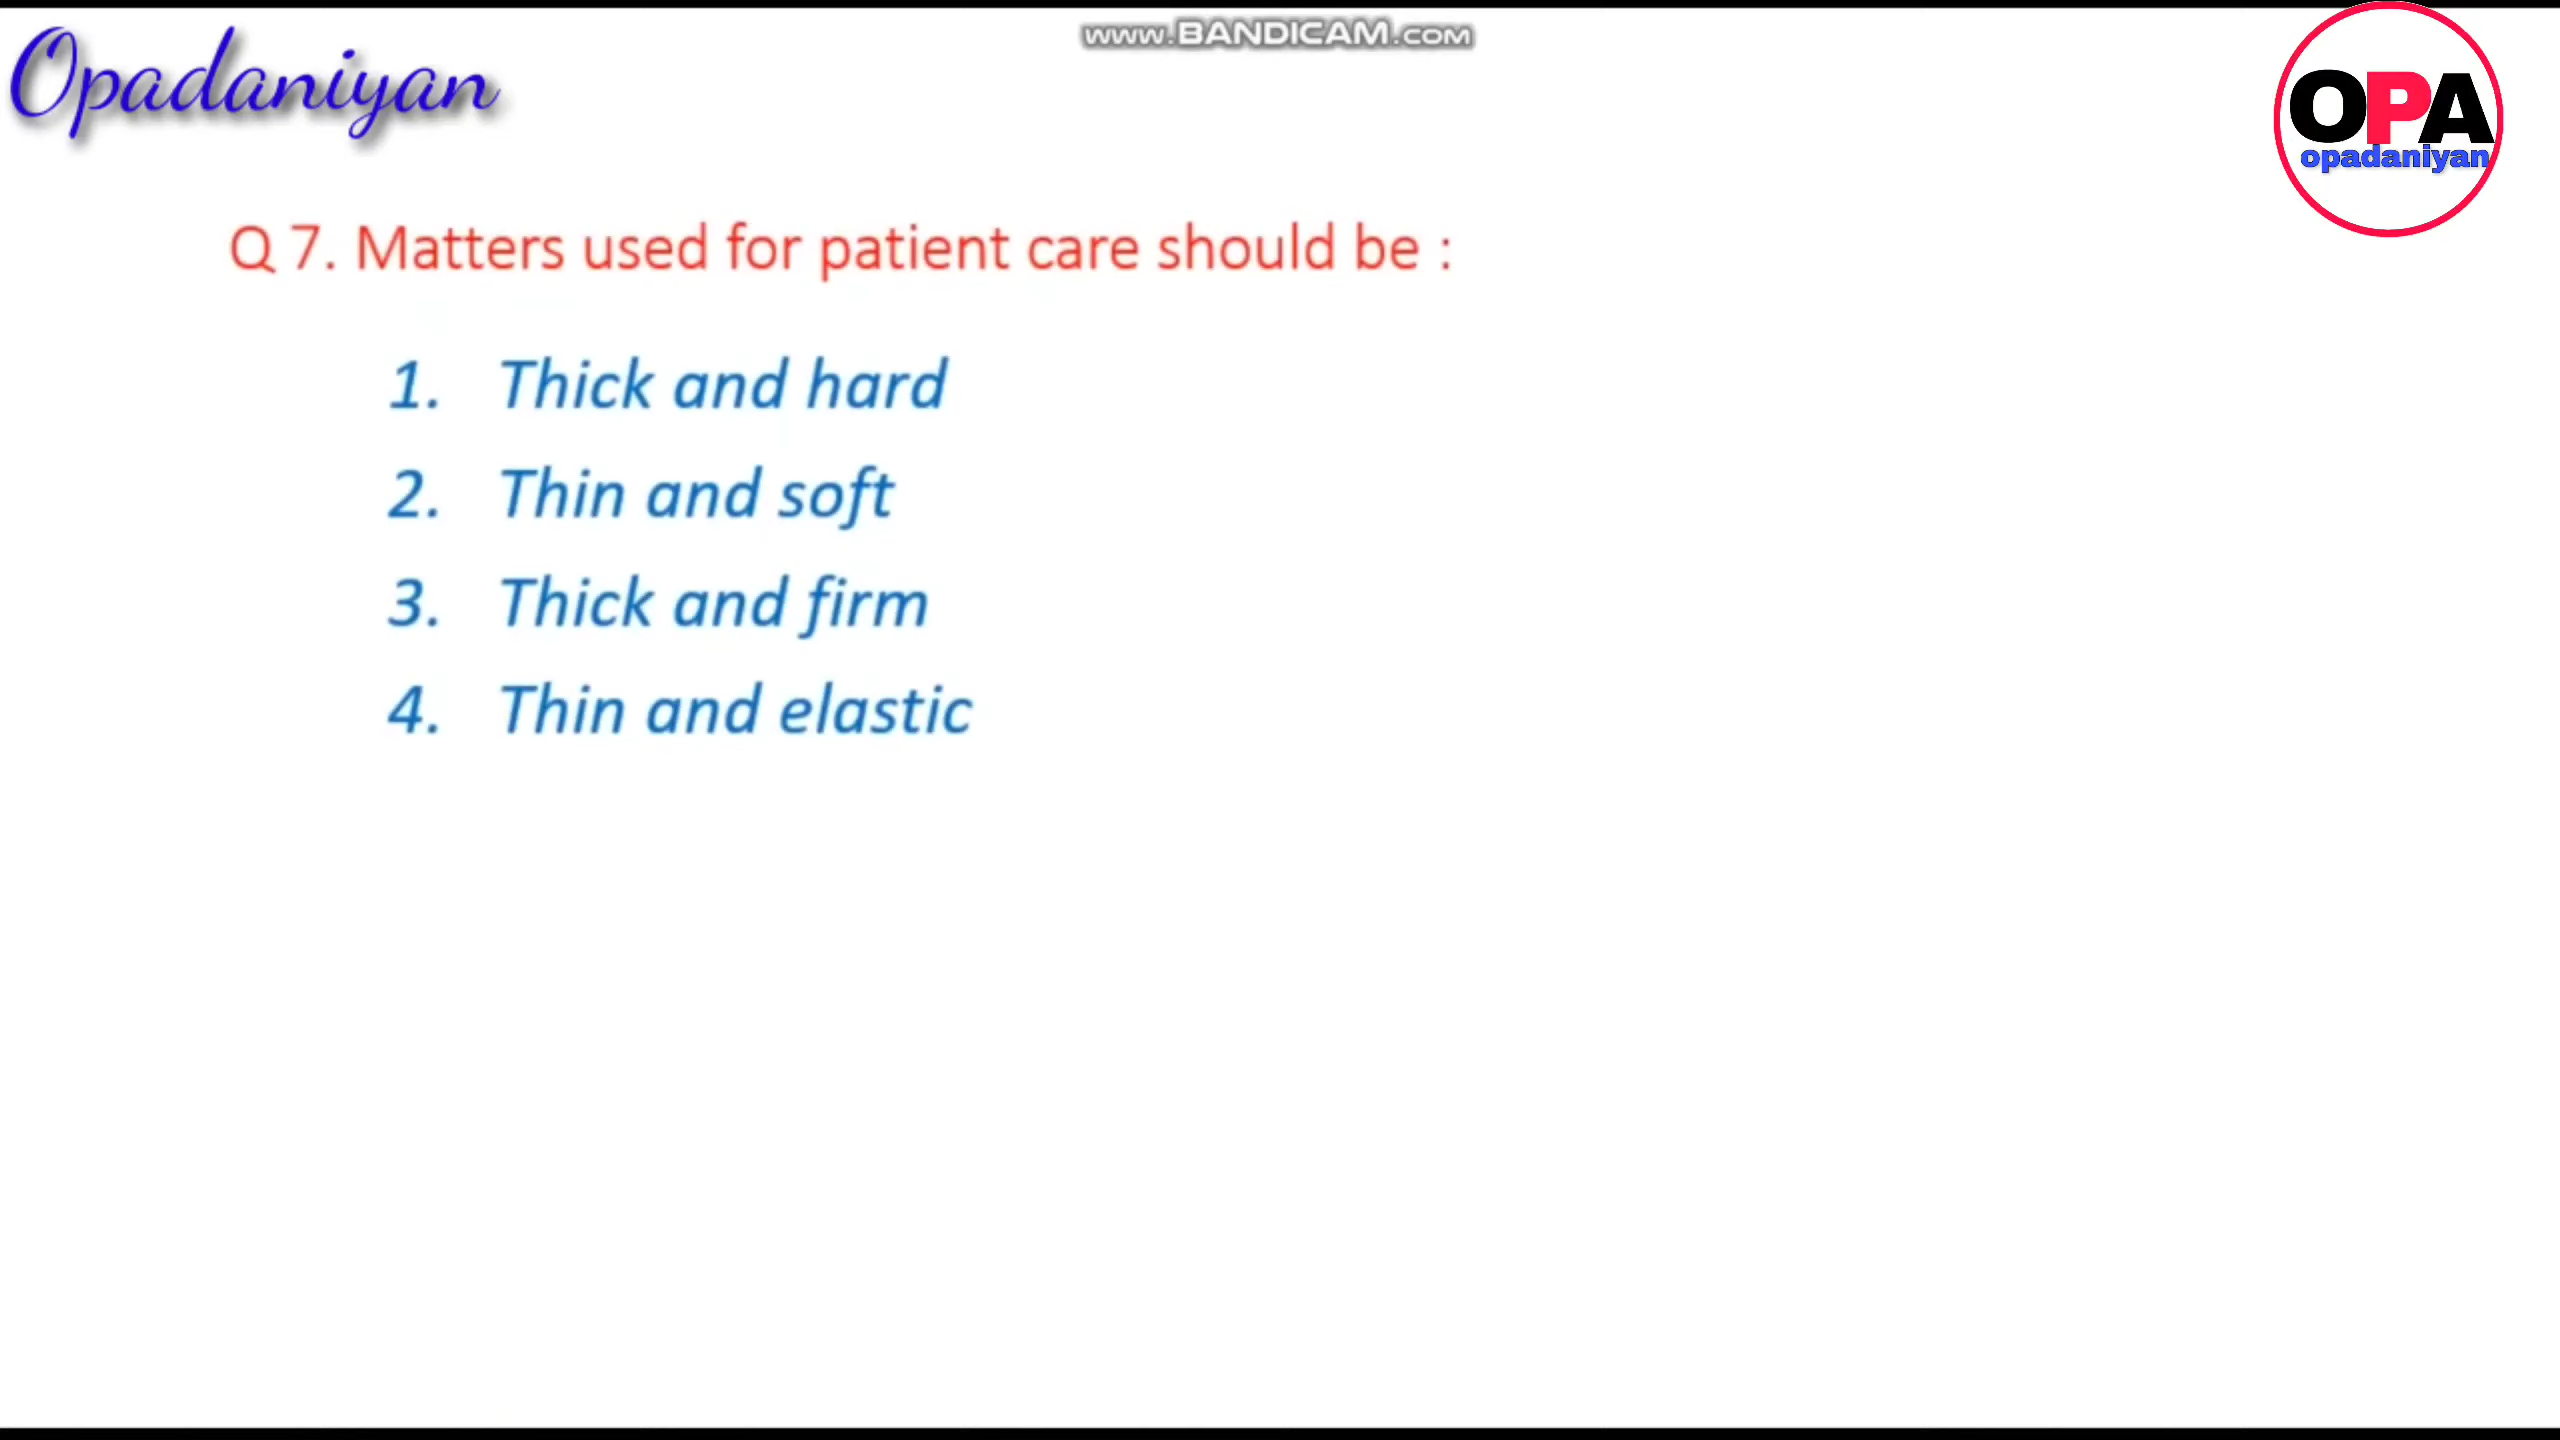 www.BANDICAM.com
Opadaniyan
OPA
opadaniyan
Q 7. Matters used for patient care should be :
1. Thick and hard
2. Thin and soft
3. Thick and firm
4. Thin and elastic